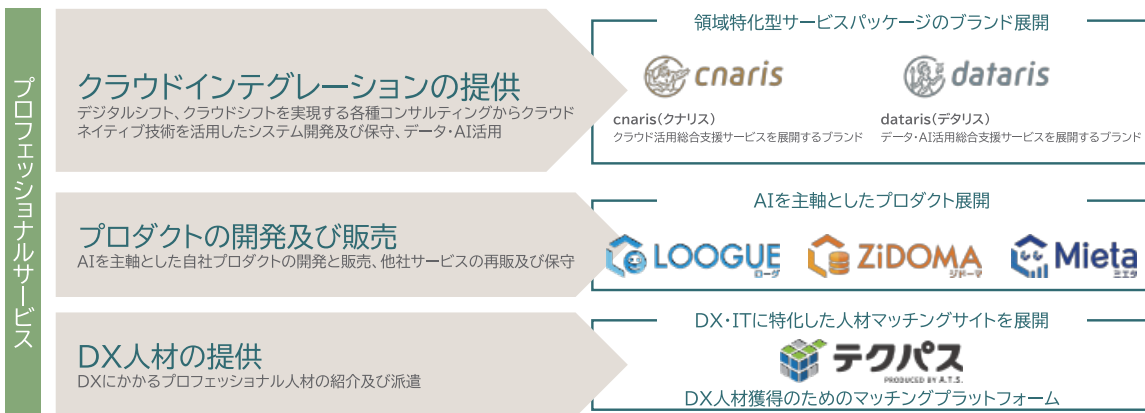 プロフェッショナルサービス
クラウドインテグレーションの提供
デジタルシフト、クラウドシフトを実現する各種コンサルティングからクラウド
ネイティブ技術を活用したシステム開発及び保守、データ・AI活用
領域特化型サービスパッケージのブランド展開
cnaris
cnaris(クナリス)
クラウド活用総合支援サービスを展開するブランド
dataris
dataris(デタリス)
データ・AI活用総合支援サービスを展開するブランド
プロダクトの開発及び販売
AIを主軸とした自社プロダクトの開発と販売、他社サービスの再販及び保守
AIを主軸としたプロダクト展開
LOOGUE
ローグ
ZiDOMA
ジドーマ
Mieta
ミエタ
DX人材の提供
DXにかかるプロフェッショナル人材の紹介及び派遣
DX・ITに特化した人材マッチングサイトを展開
テクパス
PRODUCED BY A.T.S.
DX人材獲得のためのマッチングプラットフォーム